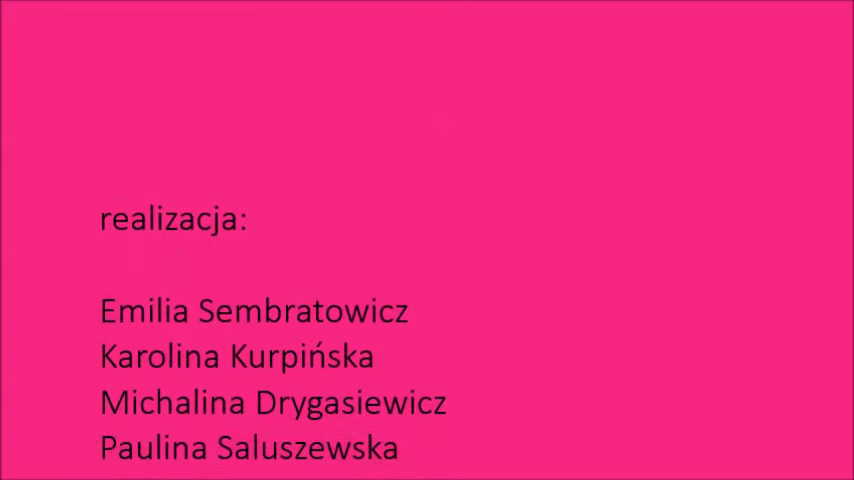 realizacja:
Emilia Sembratowicz
Karolina Kurpińska
Michalina Drygasiewicz
Paulina Saluszewska